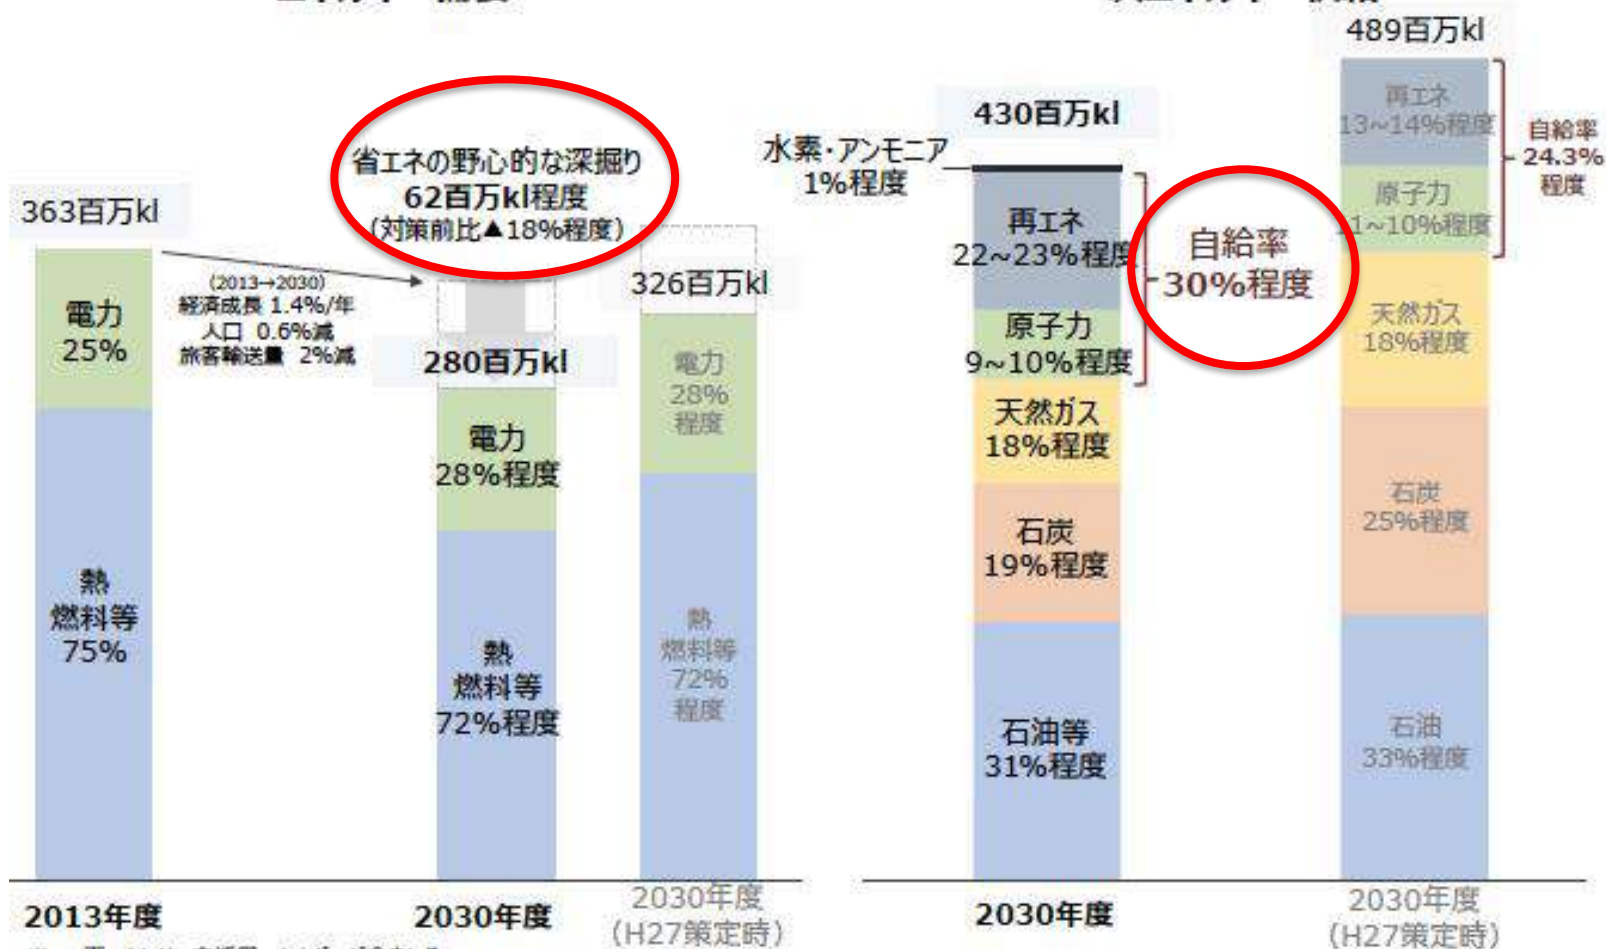 489百万kl
430百万kl
363百万kl
省エネの野心的な深掘り
62百万kl程度
(対策前比▲18%程度)
(2013→2030)
経済成長 1.4%/年
人口 0.6%減
旅客輸送量 2%減
電力
25%
熱
燃料等
75%
2013年度
280百万kl
電力
28%程度
熱
燃料等
72%程度
2030年度
326百万kl
電力
28%
程度
熱
燃料等
72%
程度
2030年度
(H27策定時)
水素・アンモニア
1%程度
再エネ
22~23%程度
原子力
9~10%程度
天然ガス
18%程度
石炭
19%程度
石油等
31%程度
2030年度
自給率
30%程度
再エネ
13~14%程度
原子力
1~10%程度
天然ガス
18%程度
石炭
25%程度
石油
33%程度
2030年度
(H27策定時)
自給率
24.3%
程度